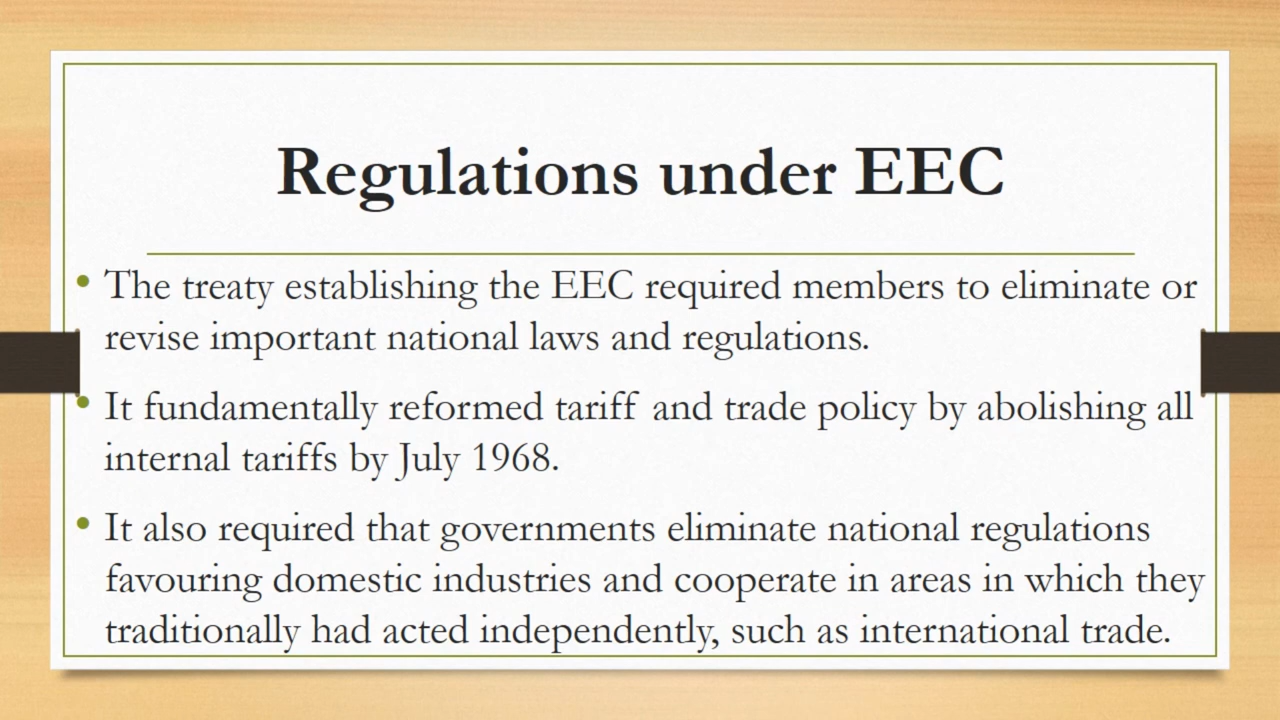 Regulations under EEC
• The treaty establishing the EEC required members to eliminate or
revise important national laws and regulations.
• It fundamentally reformed tariff and trade policy by abolishing all
internal tariffs by July 1968.
• It also required that governments eliminate national regulations
favouring domestic industries and cooperate in areas in which they
traditionally had acted independently, such as international trade.